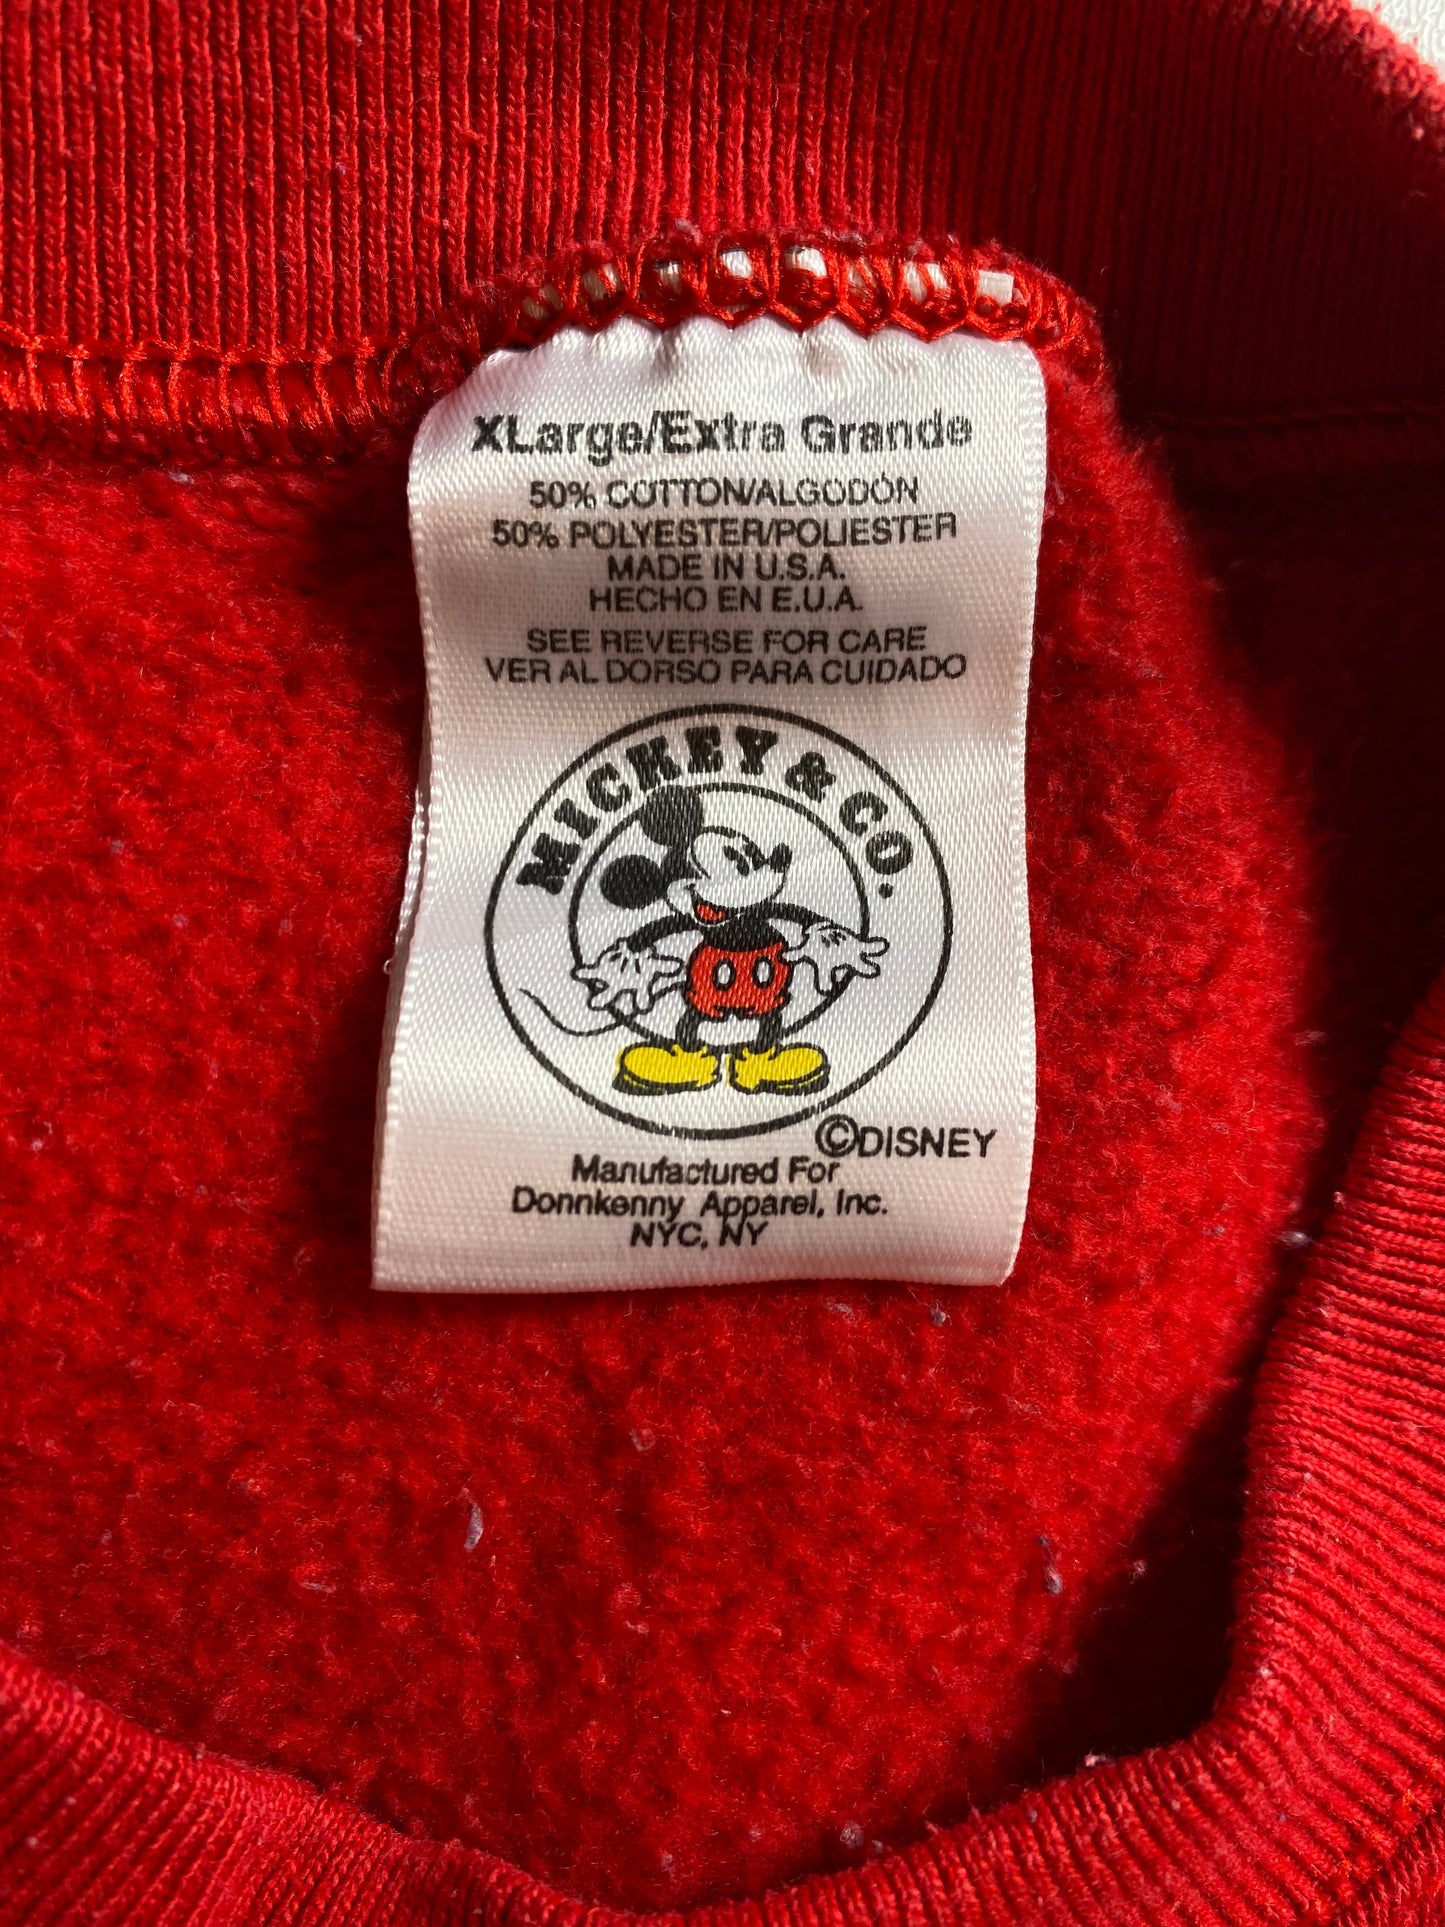 XLarge/Extra Grande
50% COTTON/ALGODÓN
50% POLYESTER/POLIESTER
MADE IN U.S.A.
HECHO EN E.U.A.
SEE REVERSE FOR CARE
VER AL DORSO PARA CUIDADO
MICKEY & CO.
©DISNEY
Manufactured For
Donnkenny Apparel, Inc.
NYC, NY